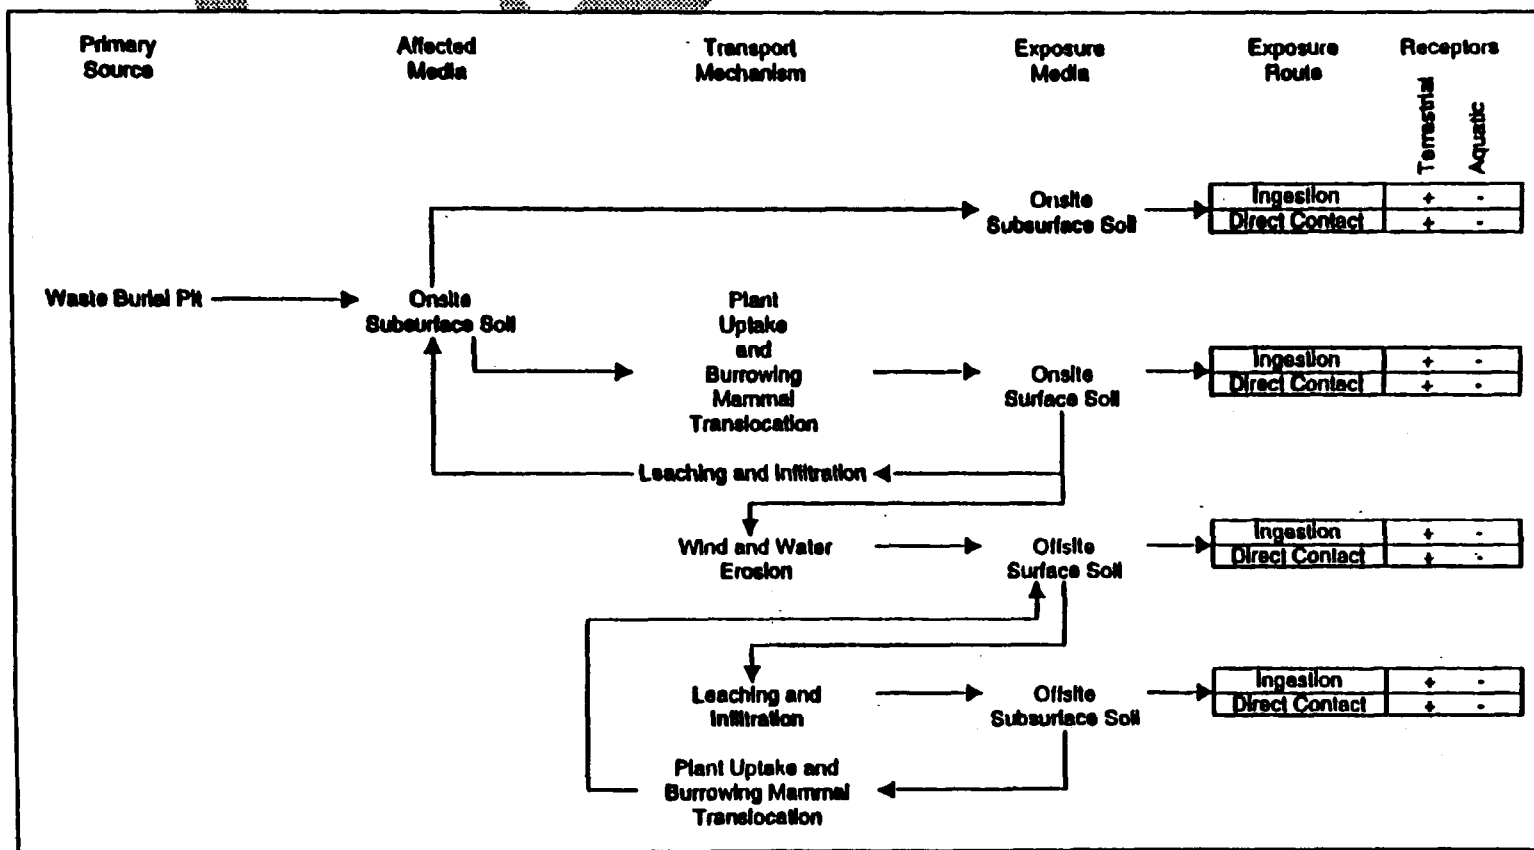 Primary
Source
Affected
Media
Transport
Mechanism
Exposure
Media
Exposure
Route
Receptors
Terrestrial
Aquatic
Onsite
Subsurface Soil
Ingestion + -
Direct Contact + -
Waste Burial Pit
Onsite
Subsurface Soil
Plant
Uptake
and
Burrowing
Mammal
Translocation
Onsite
Surface Soil
Ingestion + -
Direct Contact + -
Leaching and Infiltration
Wind and Water
Erosion
Offsite
Surface Soil
Ingestion + -
Direct Contact + -
Leaching and
Infiltration
Offsite
Subsurface Soil
Ingestion + -
Direct Contact + -
Plant Uptake and
Burrowing Mammal
Translocation